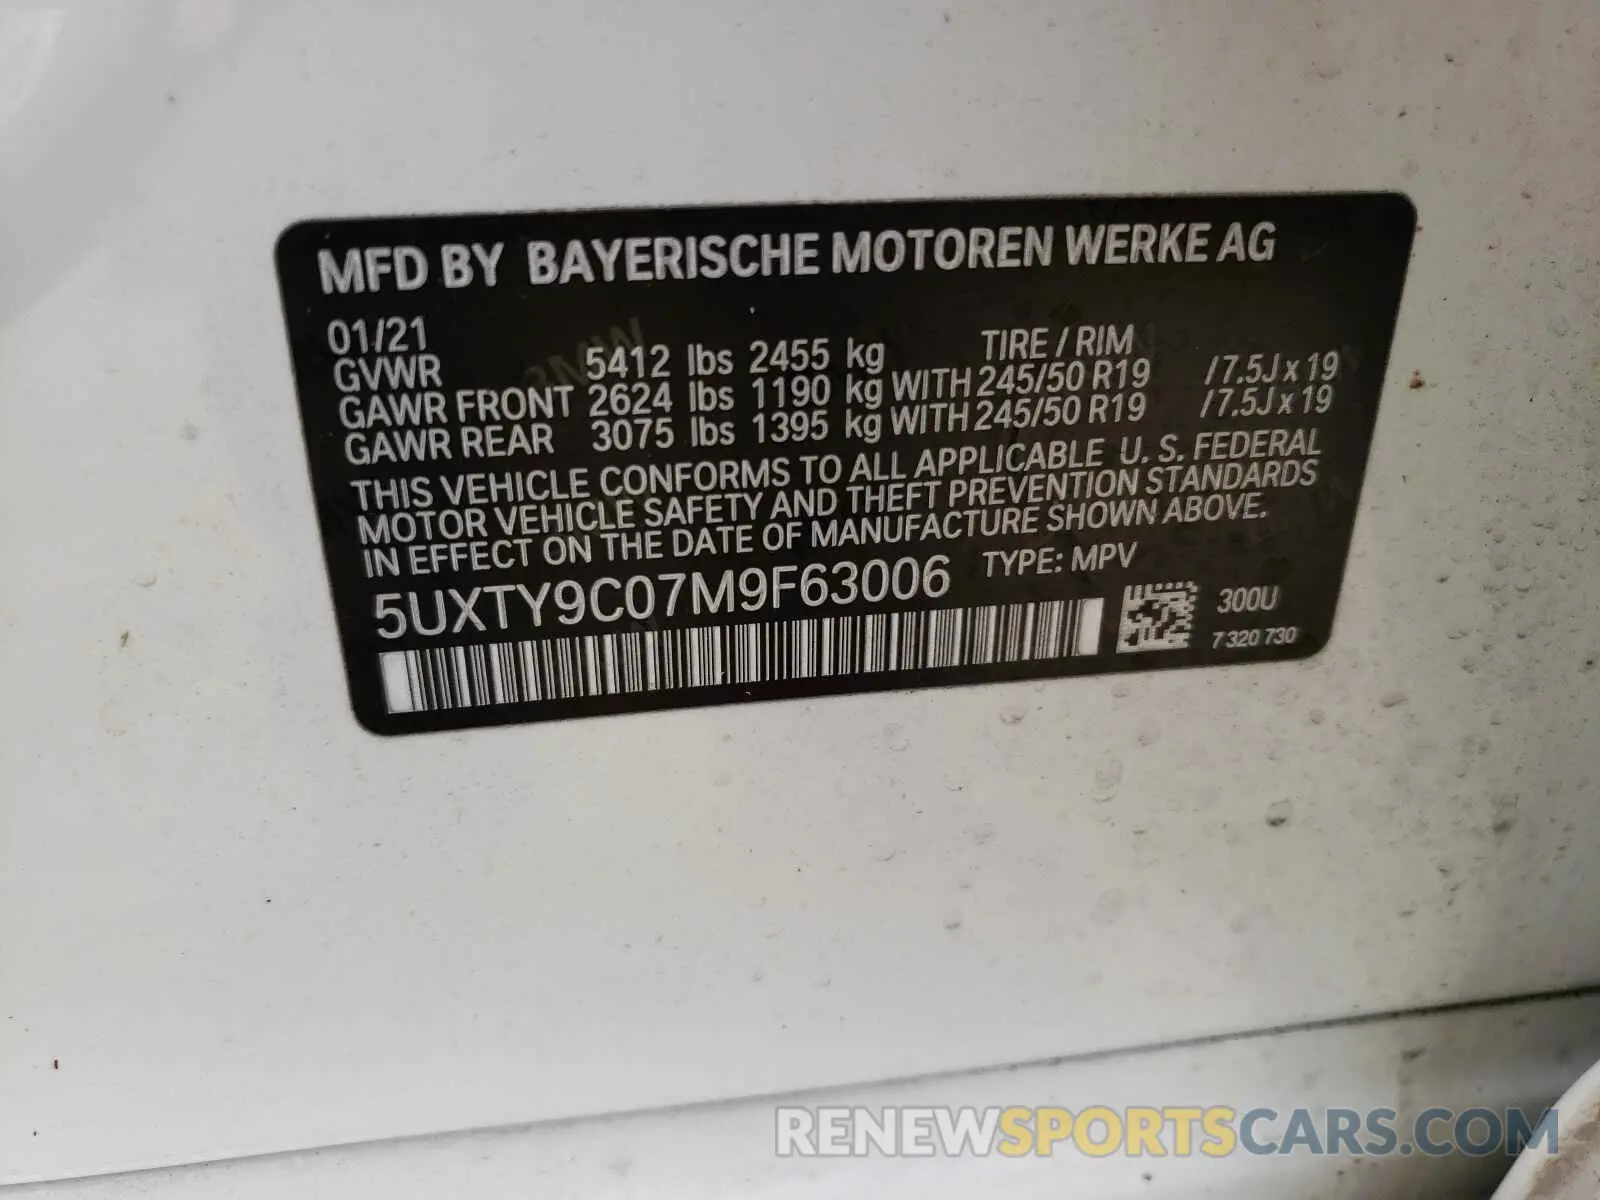 MFD BY BAYERISCHE MOTOREN WERKE AG
01/21
GVWR 5412 lbs 2455 kg TIRE / RIM
GAWR FRONT 2624 lbs 1190 kg WITH 245/50 R19 / 7.5J x 19
GAWR REAR 3075 lbs 1395 kg WITH 245/50 R19 / 7.5J x 19
THIS VEHICLE CONFORMS TO ALL APPLICABLE U. S. FEDERAL
MOTOR VEHICLE SAFETY AND THEFT PREVENTION STANDARDS
IN EFFECT ON THE DATE OF MANUFACTURE SHOWN ABOVE.
5UXTY9C07M9F63006 TYPE: MPV
300U
7 320 730
RENEWSPORTSCARS.COM